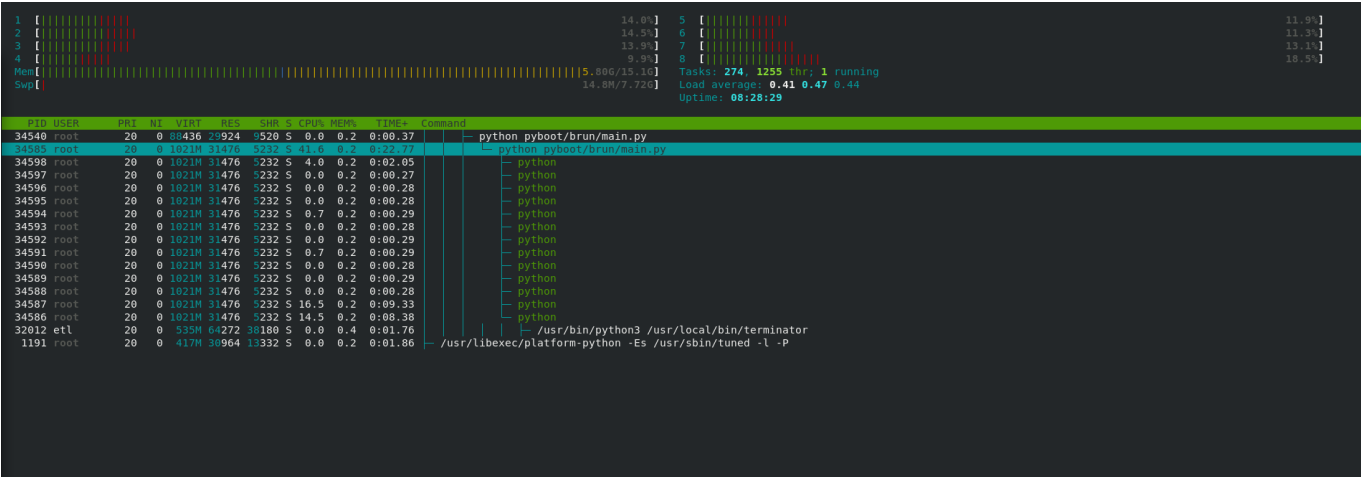 1 [|||||||||||||||| 14.0%] 5 [|||||||||||||||| 11.9%]
2 [||||||||||||||||| 14.5%] 6 [|||||||||||||| 11.3%]
3 [|||||||||||||||| 13.9%] 7 [||||||||||||||||| 13.1%]
4 [||||||||||||| 9.9%] 8 [|||||||||||||||||||||| 18.5%]
Mem[||||||||||||||||||||||||||||||||||||||||||||||||||||||||5.80G/15.1G] Tasks: 274, 1255 thr; 1 running
Swp[| 14.8M/7.72G] Load average: 0.41 0.47 0.44
Uptime: 08:28:29
PID USER PRI NI VIRT RES SHR S CPU% MEM% TIME+ Command
34540 root 20 0 88436 29924 9520 S 0.0 0.2 0:00.37 │ │ ├─ python pyboot/brun/main.py
34585 root 20 0 1021M 31476 5232 S 41.6 0.2 0:22.77 │ │ │ └─ python pyboot/brun/main.py
34598 root 20 0 1021M 31476 5232 S 4.0 0.2 0:02.05 │ │ │ ├─ python
34597 root 20 0 1021M 31476 5232 S 0.0 0.2 0:00.27 │ │ │ ├─ python
34596 root 20 0 1021M 31476 5232 S 0.0 0.2 0:00.28 │ │ │ ├─ python
34595 root 20 0 1021M 31476 5232 S 0.0 0.2 0:00.28 │ │ │ ├─ python
34594 root 20 0 1021M 31476 5232 S 0.7 0.2 0:00.29 │ │ │ ├─ python
34593 root 20 0 1021M 31476 5232 S 0.0 0.2 0:00.28 │ │ │ ├─ python
34592 root 20 0 1021M 31476 5232 S 0.0 0.2 0:00.29 │ │ │ ├─ python
34591 root 20 0 1021M 31476 5232 S 0.7 0.2 0:00.29 │ │ │ ├─ python
34590 root 20 0 1021M 31476 5232 S 0.0 0.2 0:00.28 │ │ │ ├─ python
34589 root 20 0 1021M 31476 5232 S 0.0 0.2 0:00.29 │ │ │ ├─ python
34588 root 20 0 1021M 31476 5232 S 0.0 0.2 0:00.28 │ │ │ ├─ python
34587 root 20 0 1021M 31476 5232 S 16.5 0.2 0:09.33 │ │ │ ├─ python
34586 root 20 0 1021M 31476 5232 S 14.5 0.2 0:08.38 │ │ │ └─ python
32012 etl 20 0 535M 64272 38180 S 0.0 0.4 0:01.76 │ │ │ │ │ ├─ /usr/bin/python3 /usr/local/bin/terminator
1191 root 20 0 417M 30964 13332 S 0.0 0.2 0:01.86 ├─ /usr/libexec/platform-python -Es /usr/sbin/tuned -l -P